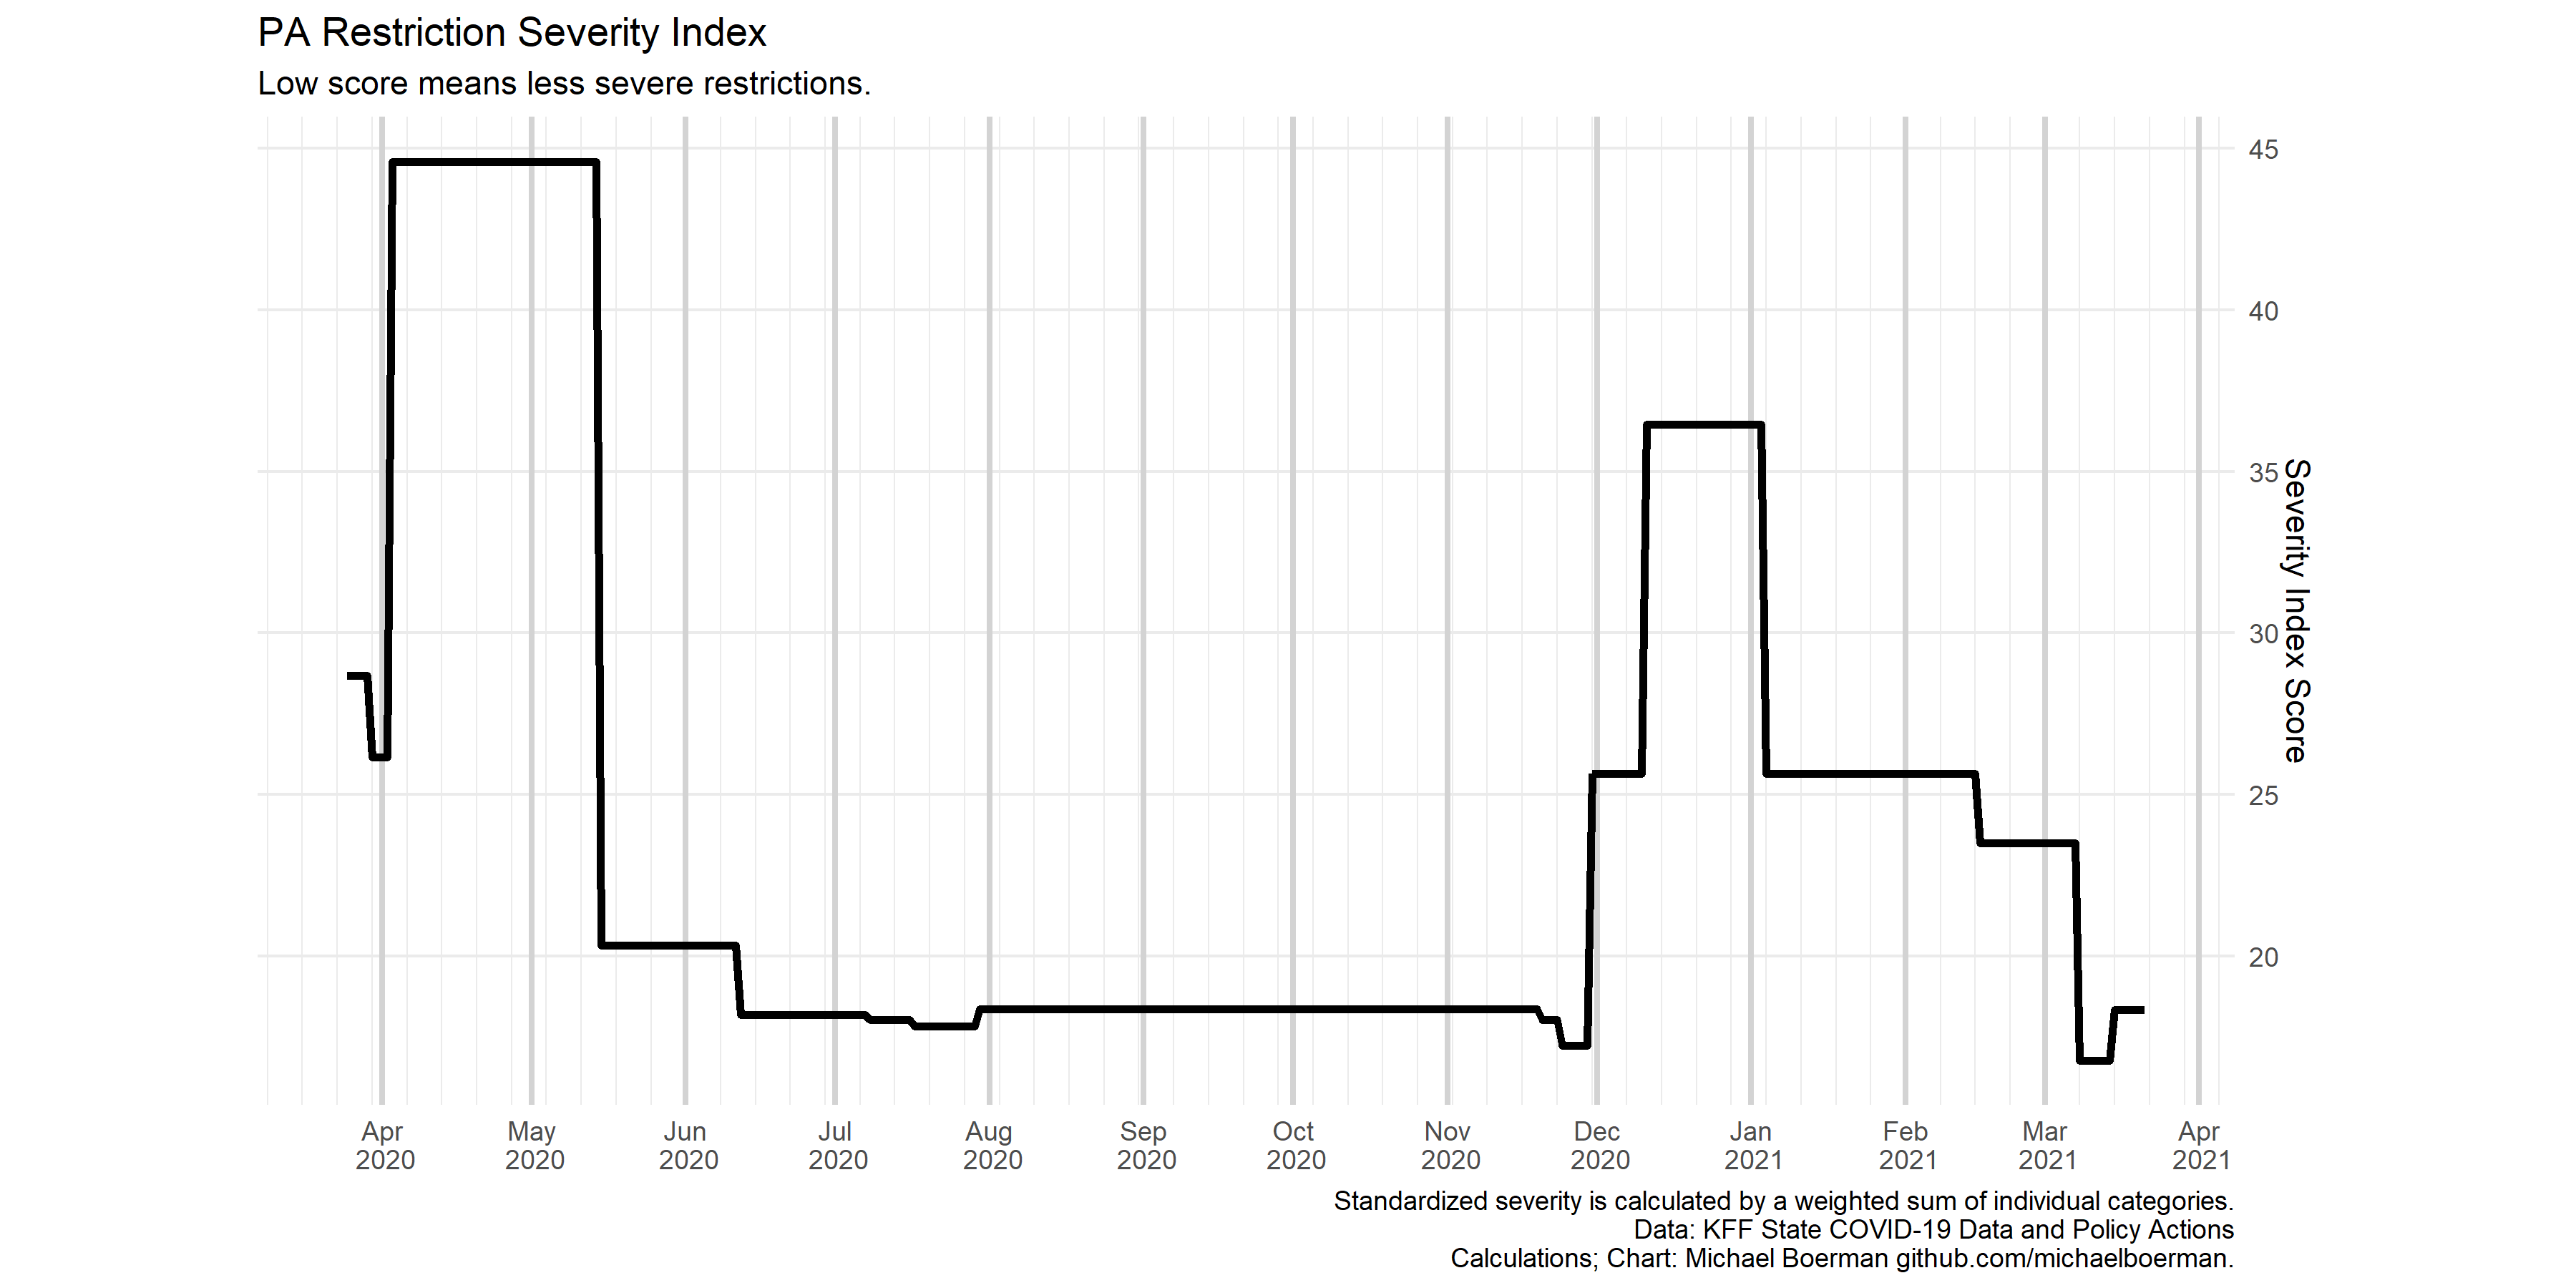 PA Restriction Severity Index
Low score means less severe restrictions.
45
40
35
30
25
20
Severity Index Score
Apr 2020
May 2020
Jun 2020
Jul 2020
Aug 2020
Sep 2020
Oct 2020
Nov 2020
Dec 2020
Jan 2021
Feb 2021
Mar 2021
Apr 2021
Standardized severity is calculated by a weighted sum of individual categories.
Data: KFF State COVID-19 Data and Policy Actions
Calculations; Chart: Michael Boerman github.com/michaelboerman.